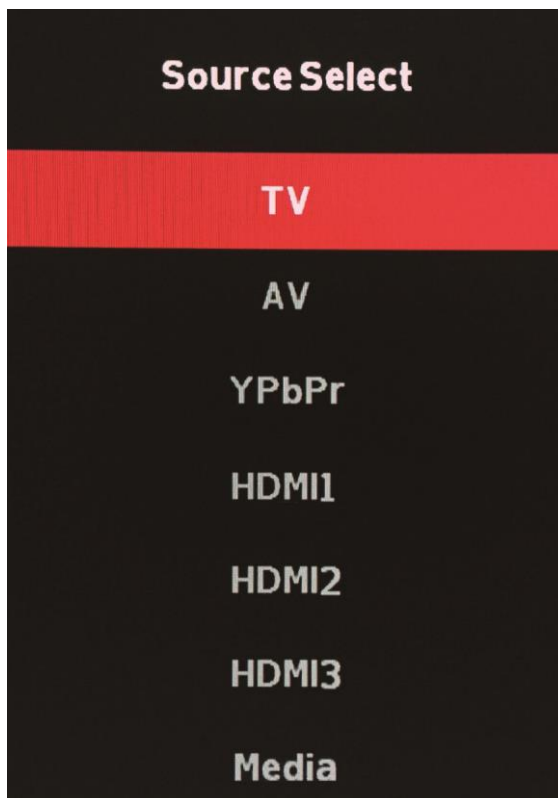 Source Select
TV
AV
YPbPr
HDMI1
HDMI2
HDMI3
Media